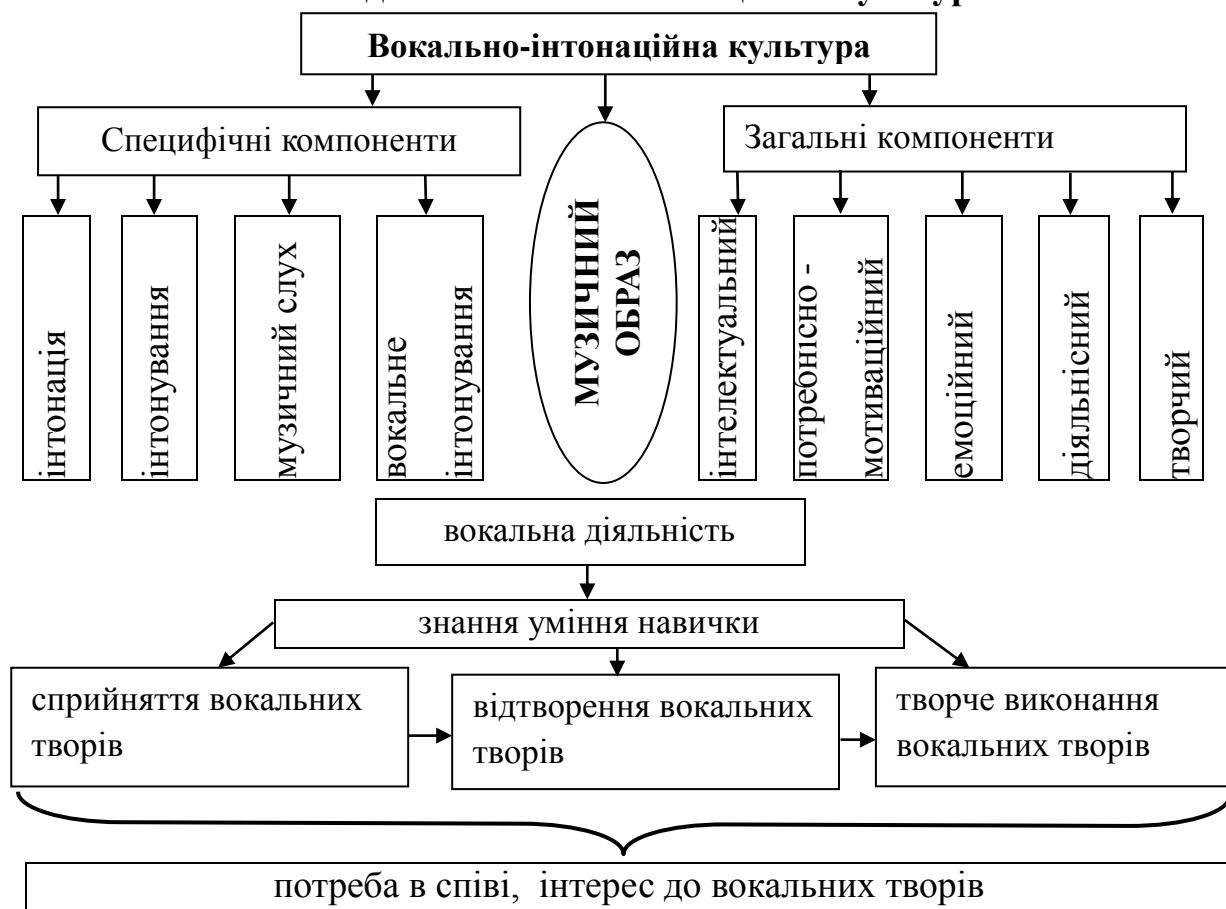 Вокально-інтонаційна культура
Специфічні компоненти
Загальні компоненти
інтонація
інтонування
музичний слух
вокальне
інтонування
МУЗИЧНИЙ
ОБРАЗ
інтелектуальний
потребнісно -
мотиваційний
емоційний
діяльнісний
творчий
вокальна діяльність
знання уміння навички
сприйняття вокальних
творів
відтворення вокальних
творів
творче виконання
вокальних творів
потреба в співі, інтерес до вокальних творів